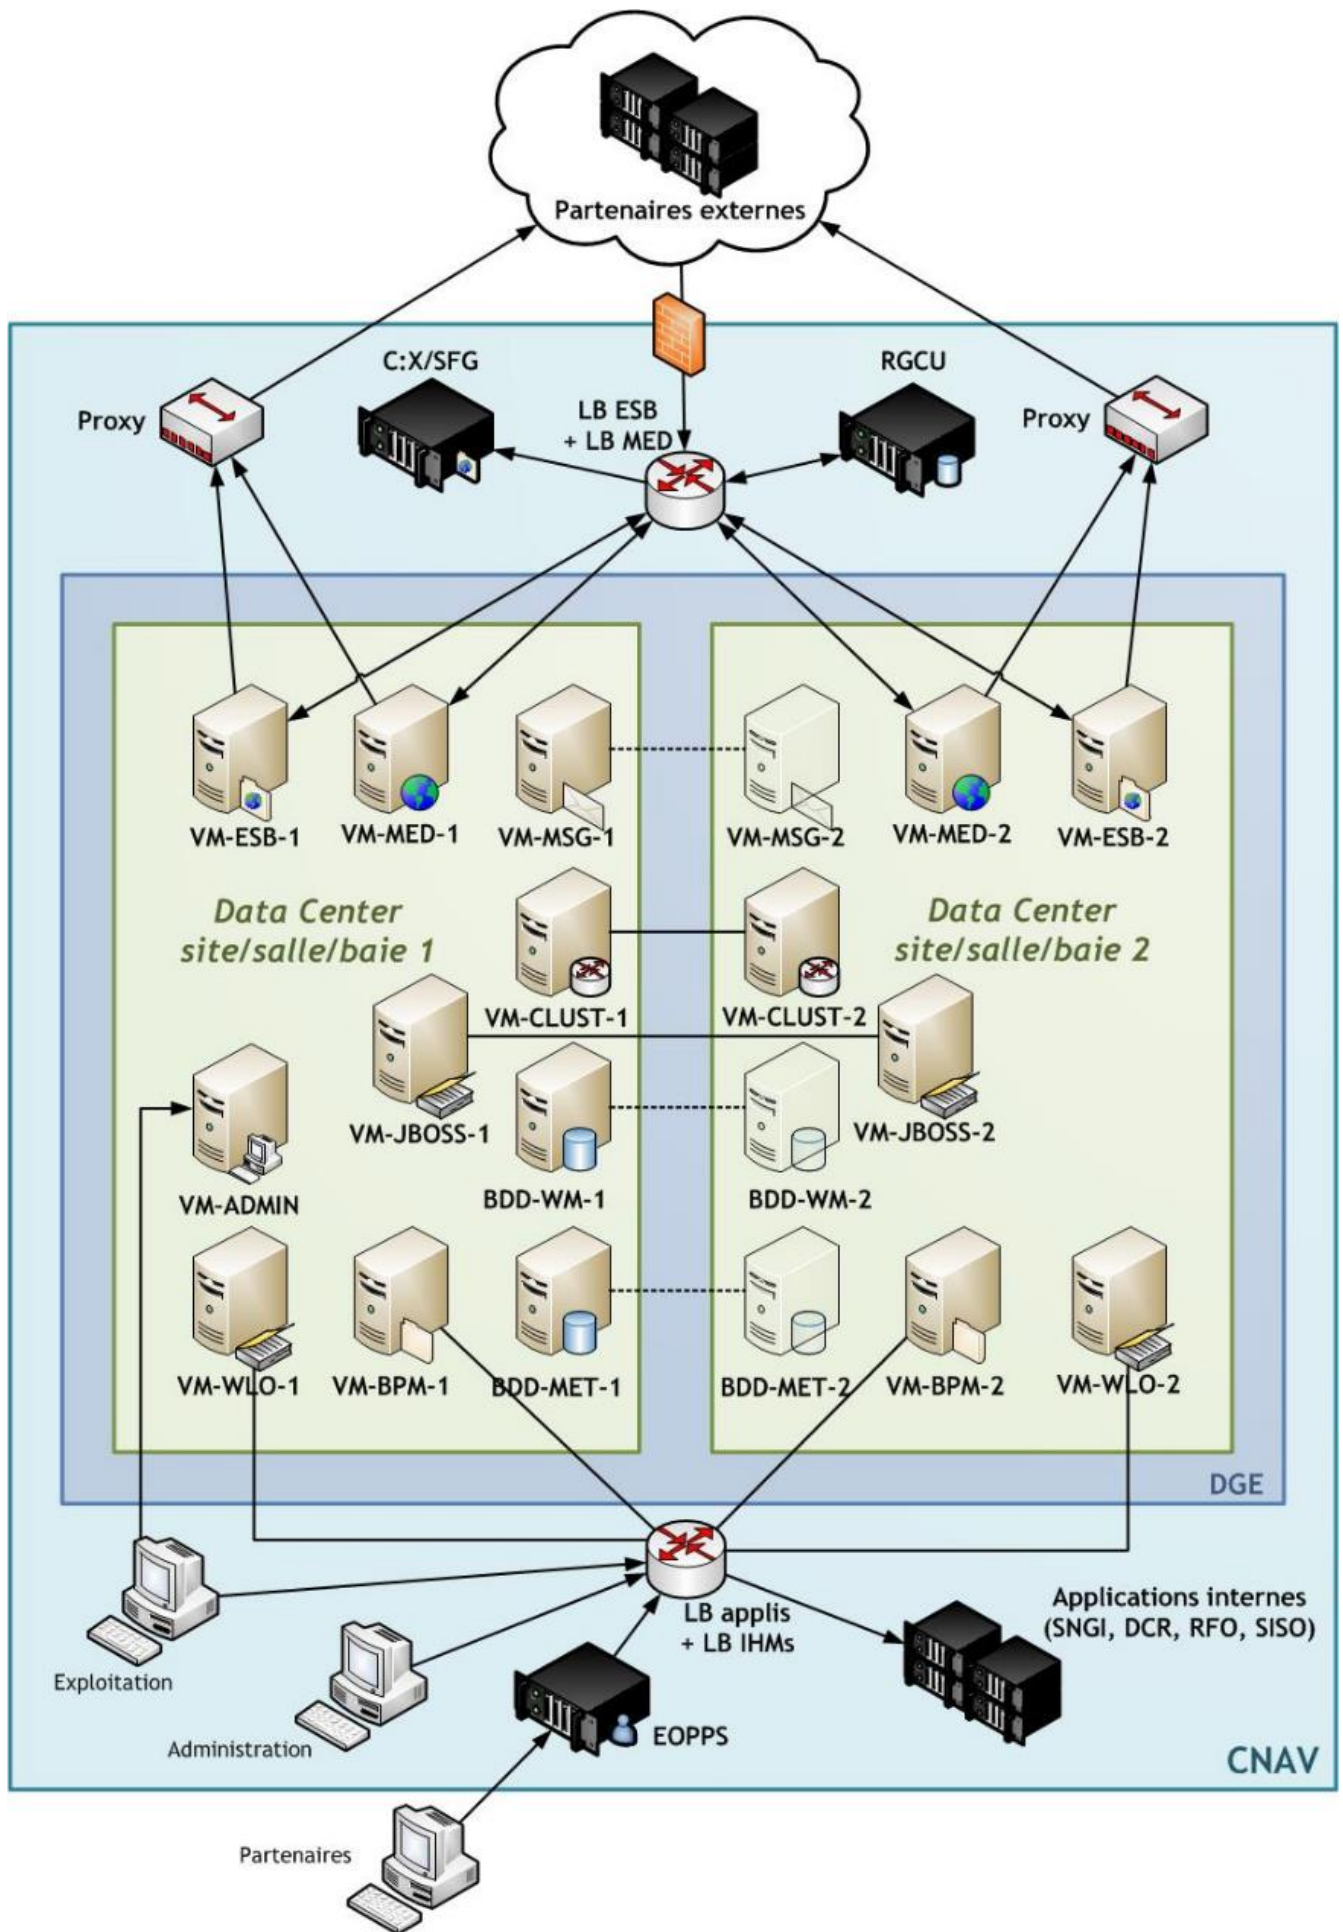 Partenaires externes
C:X/SFG
RGCU
Proxy
LB ESB
+ LB MED
Proxy
VM-ESB-1
VM-MED-1
VM-MSG-1
VM-MSG-2
VM-MED-2
VM-ESB-2
Data Center
site/salle/baie 1
Data Center
site/salle/baie 2
VM-CLUST-1
VM-CLUST-2
VM-JBOSS-1
VM-JBOSS-2
VM-ADMIN
BDD-WM-1
BDD-WM-2
VM-WLO-1
VM-BPM-1
BDD-MET-1
BDD-MET-2
VM-BPM-2
VM-WLO-2
DGE
LB applis
+ LB IHMs
Applications internes
(SNGI, DCR, RFO, SISO)
Exploitation
Administration
EOPPS
CNAV
Partenaires